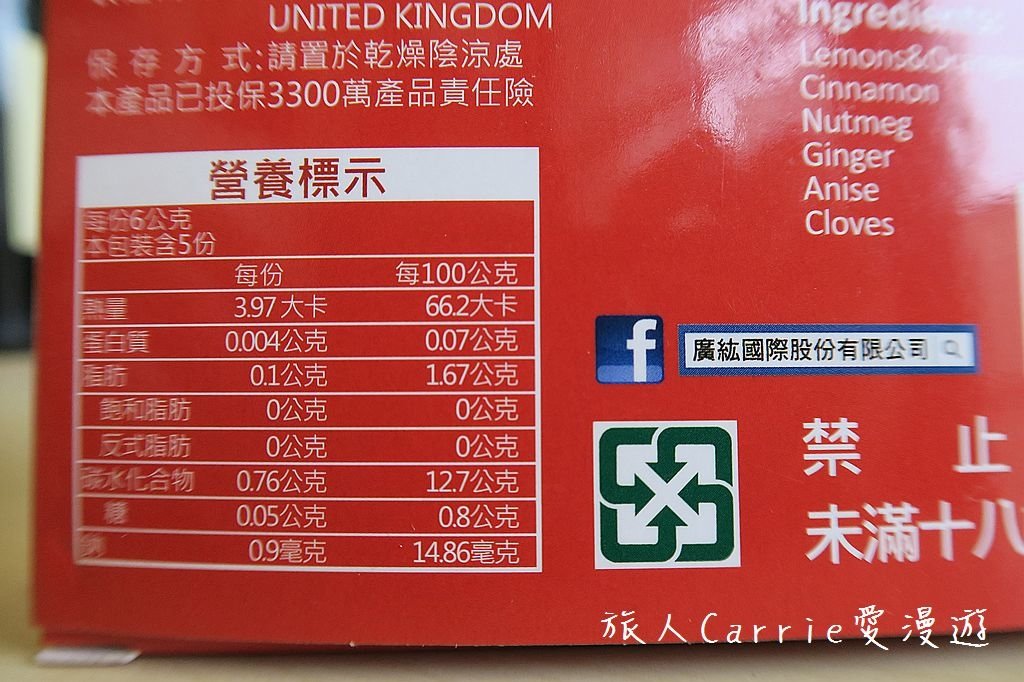 UNITED KINGDOM
保存方式:請置於乾燥陰涼處
本產品已投保3300萬產品責任險
營養標示
每份6公克
本包裝含5份
每份 每100公克
熱量 3.97大卡 66.2大卡
蛋白質 0.004公克 0.07公克
脂肪 0.1公克 1.67公克
飽和脂肪 0公克 0公克
反式脂肪 0公克 0公克
碳水化合物 0.76公克 12.7公克
糖 0.05公克 0.8公克
鈉 0.9毫克 14.86毫克
Ingredients:
Lemons&Orange
Cinnamon
Nutmeg
Ginger
Anise
Cloves
f
廣紘國際股份有限公司
禁 止
未滿十八
旅人Carrie愛漫遊